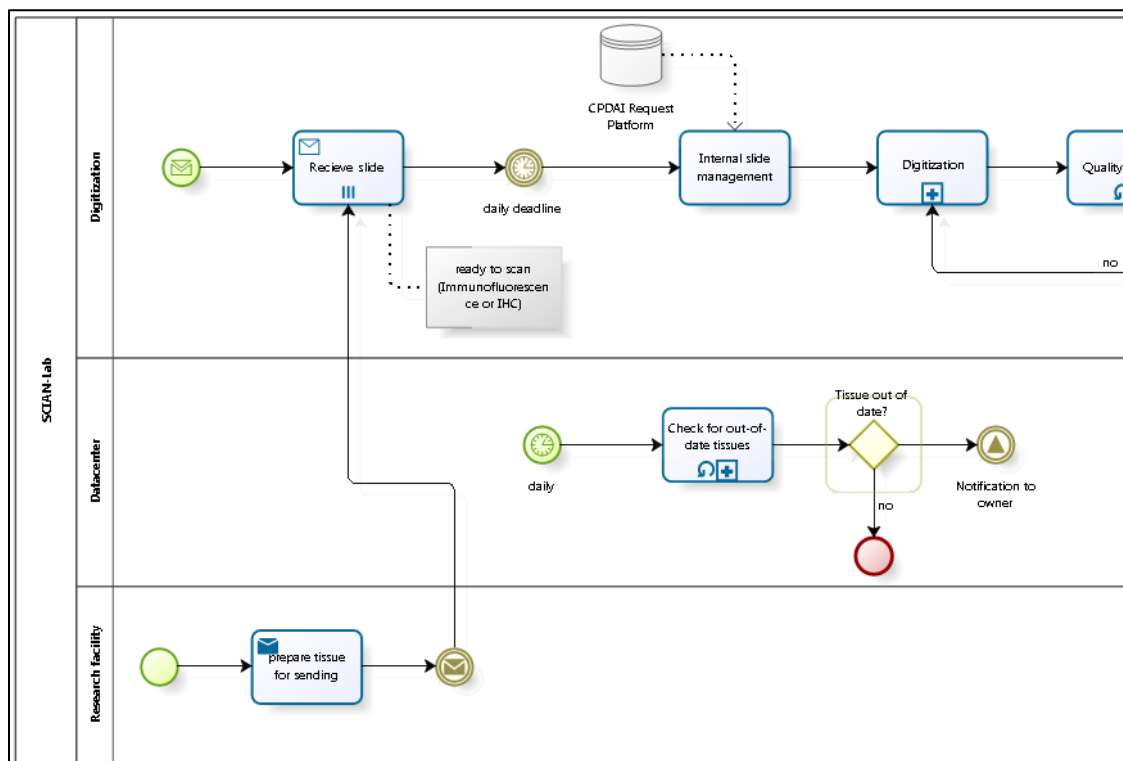 SCIAN-Lab
Digitization
CPDAI Request
Platform
Recieve slide
daily deadline
Internal slide
management
Digitization
Quality
no
ready to scan
(Immunofluorescen
ce or IHC)
Datacenter
daily
Check for out-of-
date tissues
Tissue out of
date?
no
Notification to
owner
Research facility
prepare tissue
for sending